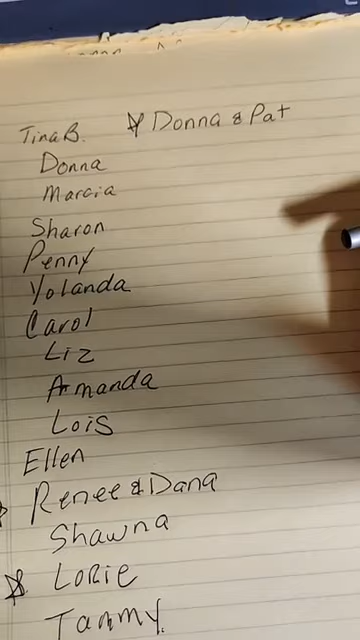 Tina B. ☆ Donna & Pat
Donna
Marcia
Sharon
Penny
Yolanda
Carol
Liz
Amanda
Lois
Ellen
Renee & Dana
Shawna
☆ LORIE
Tammy.